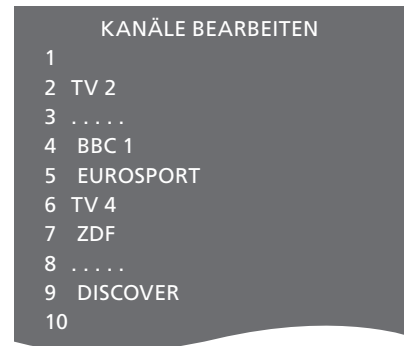 KANÄLE BEARBEITEN
1
2 TV 2
3 . . . . .
4 BBC 1
5 EUROSPORT
6 TV 4
7 ZDF
8 . . . . .
9 DISCOVER
10